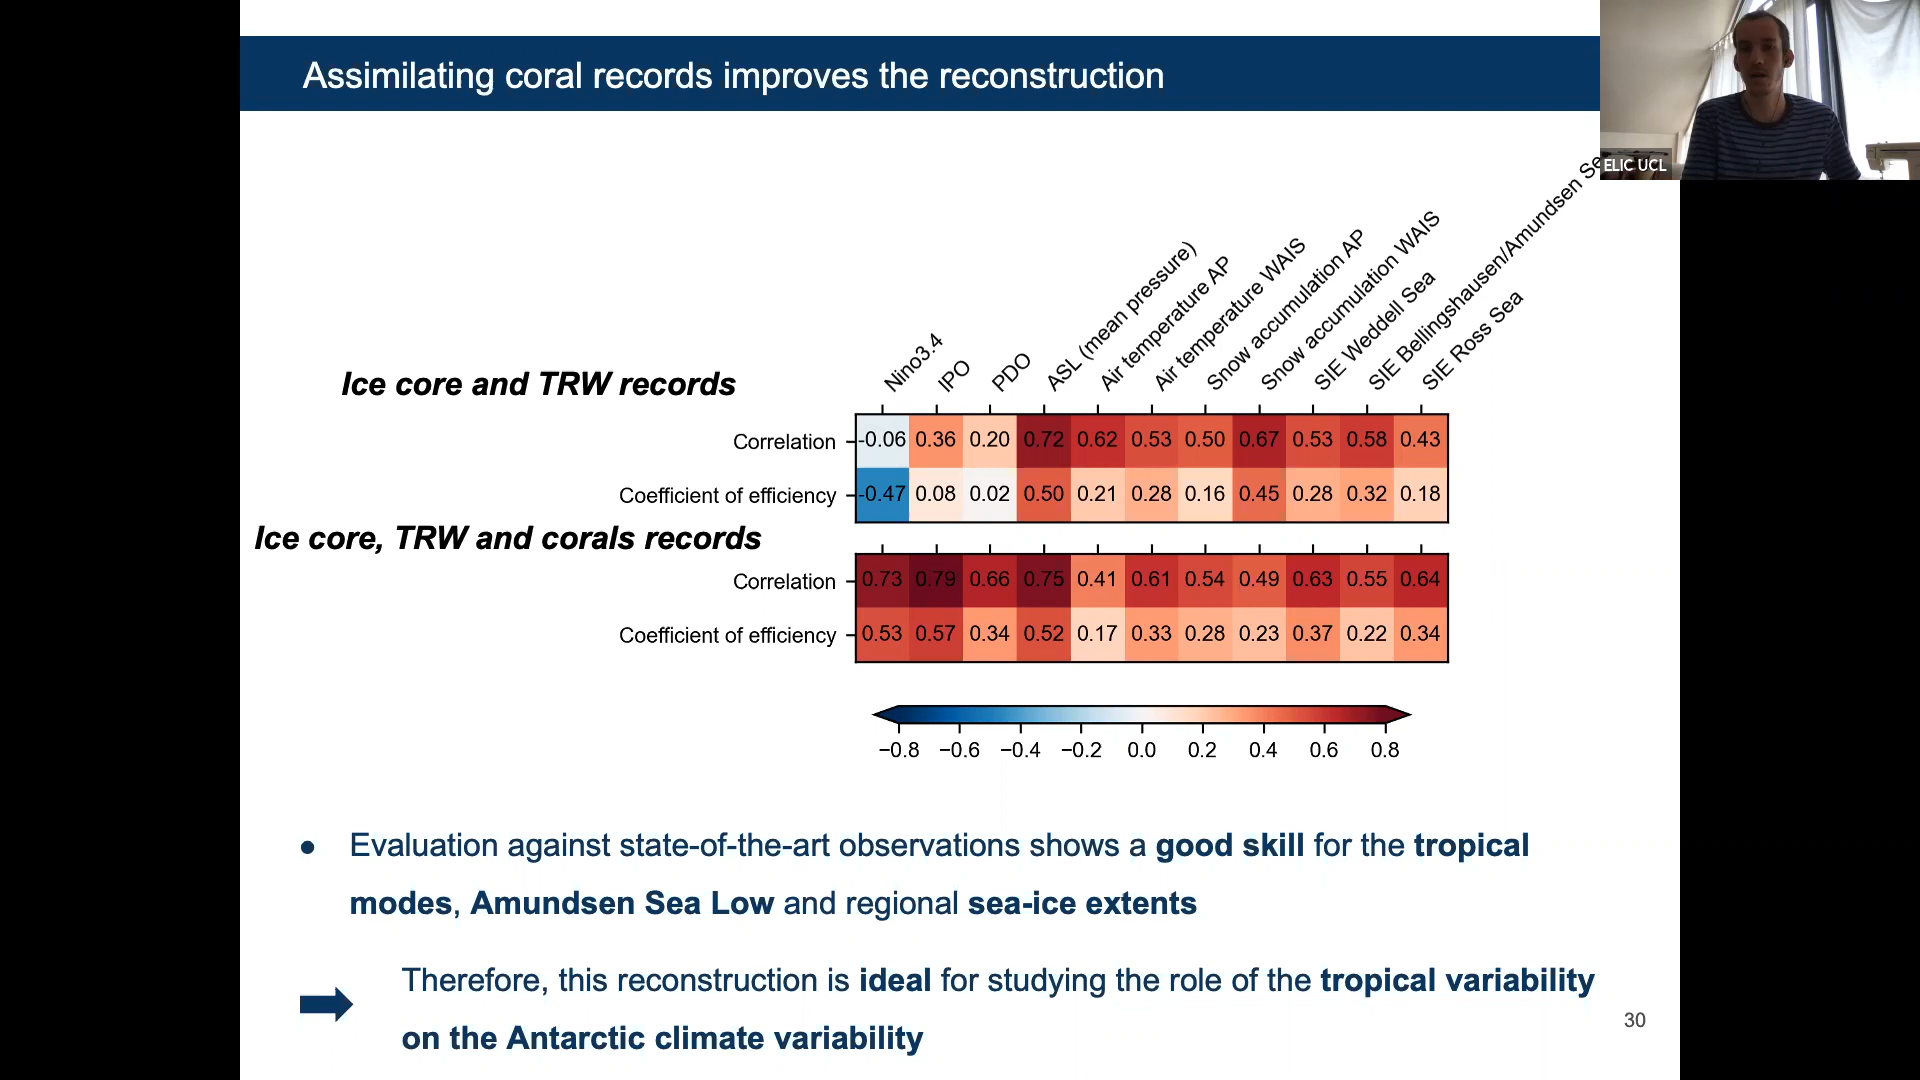 Assimilating coral records improves the reconstruction
ELIC UCL
Nino3.4
IPO
PDO
ASL (mean pressure)
Air temperature AP
Air temperature WAIS
Snow accumulation AP
Snow accumulation WAIS
SIE Weddell Sea
SIE Bellingshausen/Amundsen Se
SIE Ross Sea
Ice core and TRW records
Correlation -0.06 0.36 0.20 0.72 0.62 0.53 0.50 0.67 0.53 0.58 0.43
Coefficient of efficiency -0.47 0.08 0.02 0.50 0.21 0.28 0.16 0.45 0.28 0.32 0.18
Ice core, TRW and corals records
Correlation 0.73 0.79 0.66 0.75 0.41 0.61 0.54 0.49 0.63 0.55 0.64
Coefficient of efficiency 0.53 0.57 0.34 0.52 0.17 0.33 0.28 0.23 0.37 0.22 0.34
−0.8 −0.6 −0.4 −0.2 0.0 0.2 0.4 0.6 0.8
● Evaluation against state-of-the-art observations shows a good skill for the tropical
modes, Amundsen Sea Low and regional sea-ice extents
Therefore, this reconstruction is ideal for studying the role of the tropical variability
on the Antarctic climate variability
30